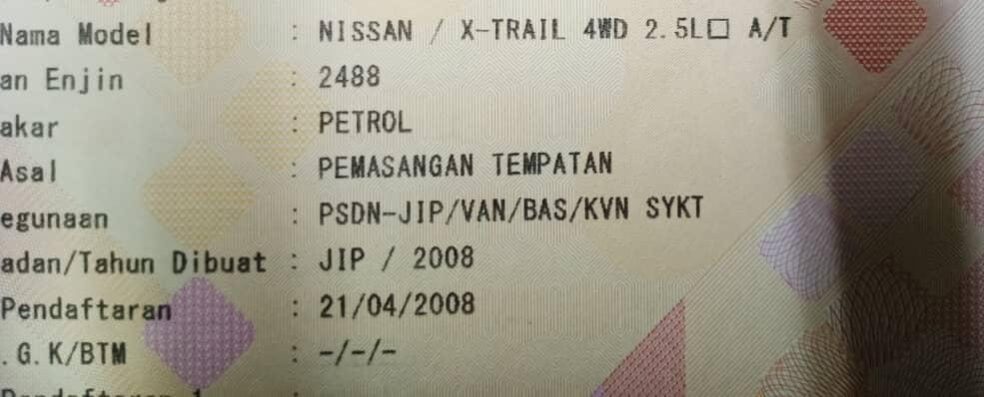 Nama Model : NISSAN / X-TRAIL 4WD 2.5L□ A/T
an Enjin : 2488
akar : PETROL
Asal : PEMASANGAN TEMPATAN
egunaan : PSDN-JIP/VAN/BAS/KVN SYKT
adan/Tahun Dibuat : JIP / 2008
Pendaftaran : 21/04/2008
.G.K/BTM : -/-/-